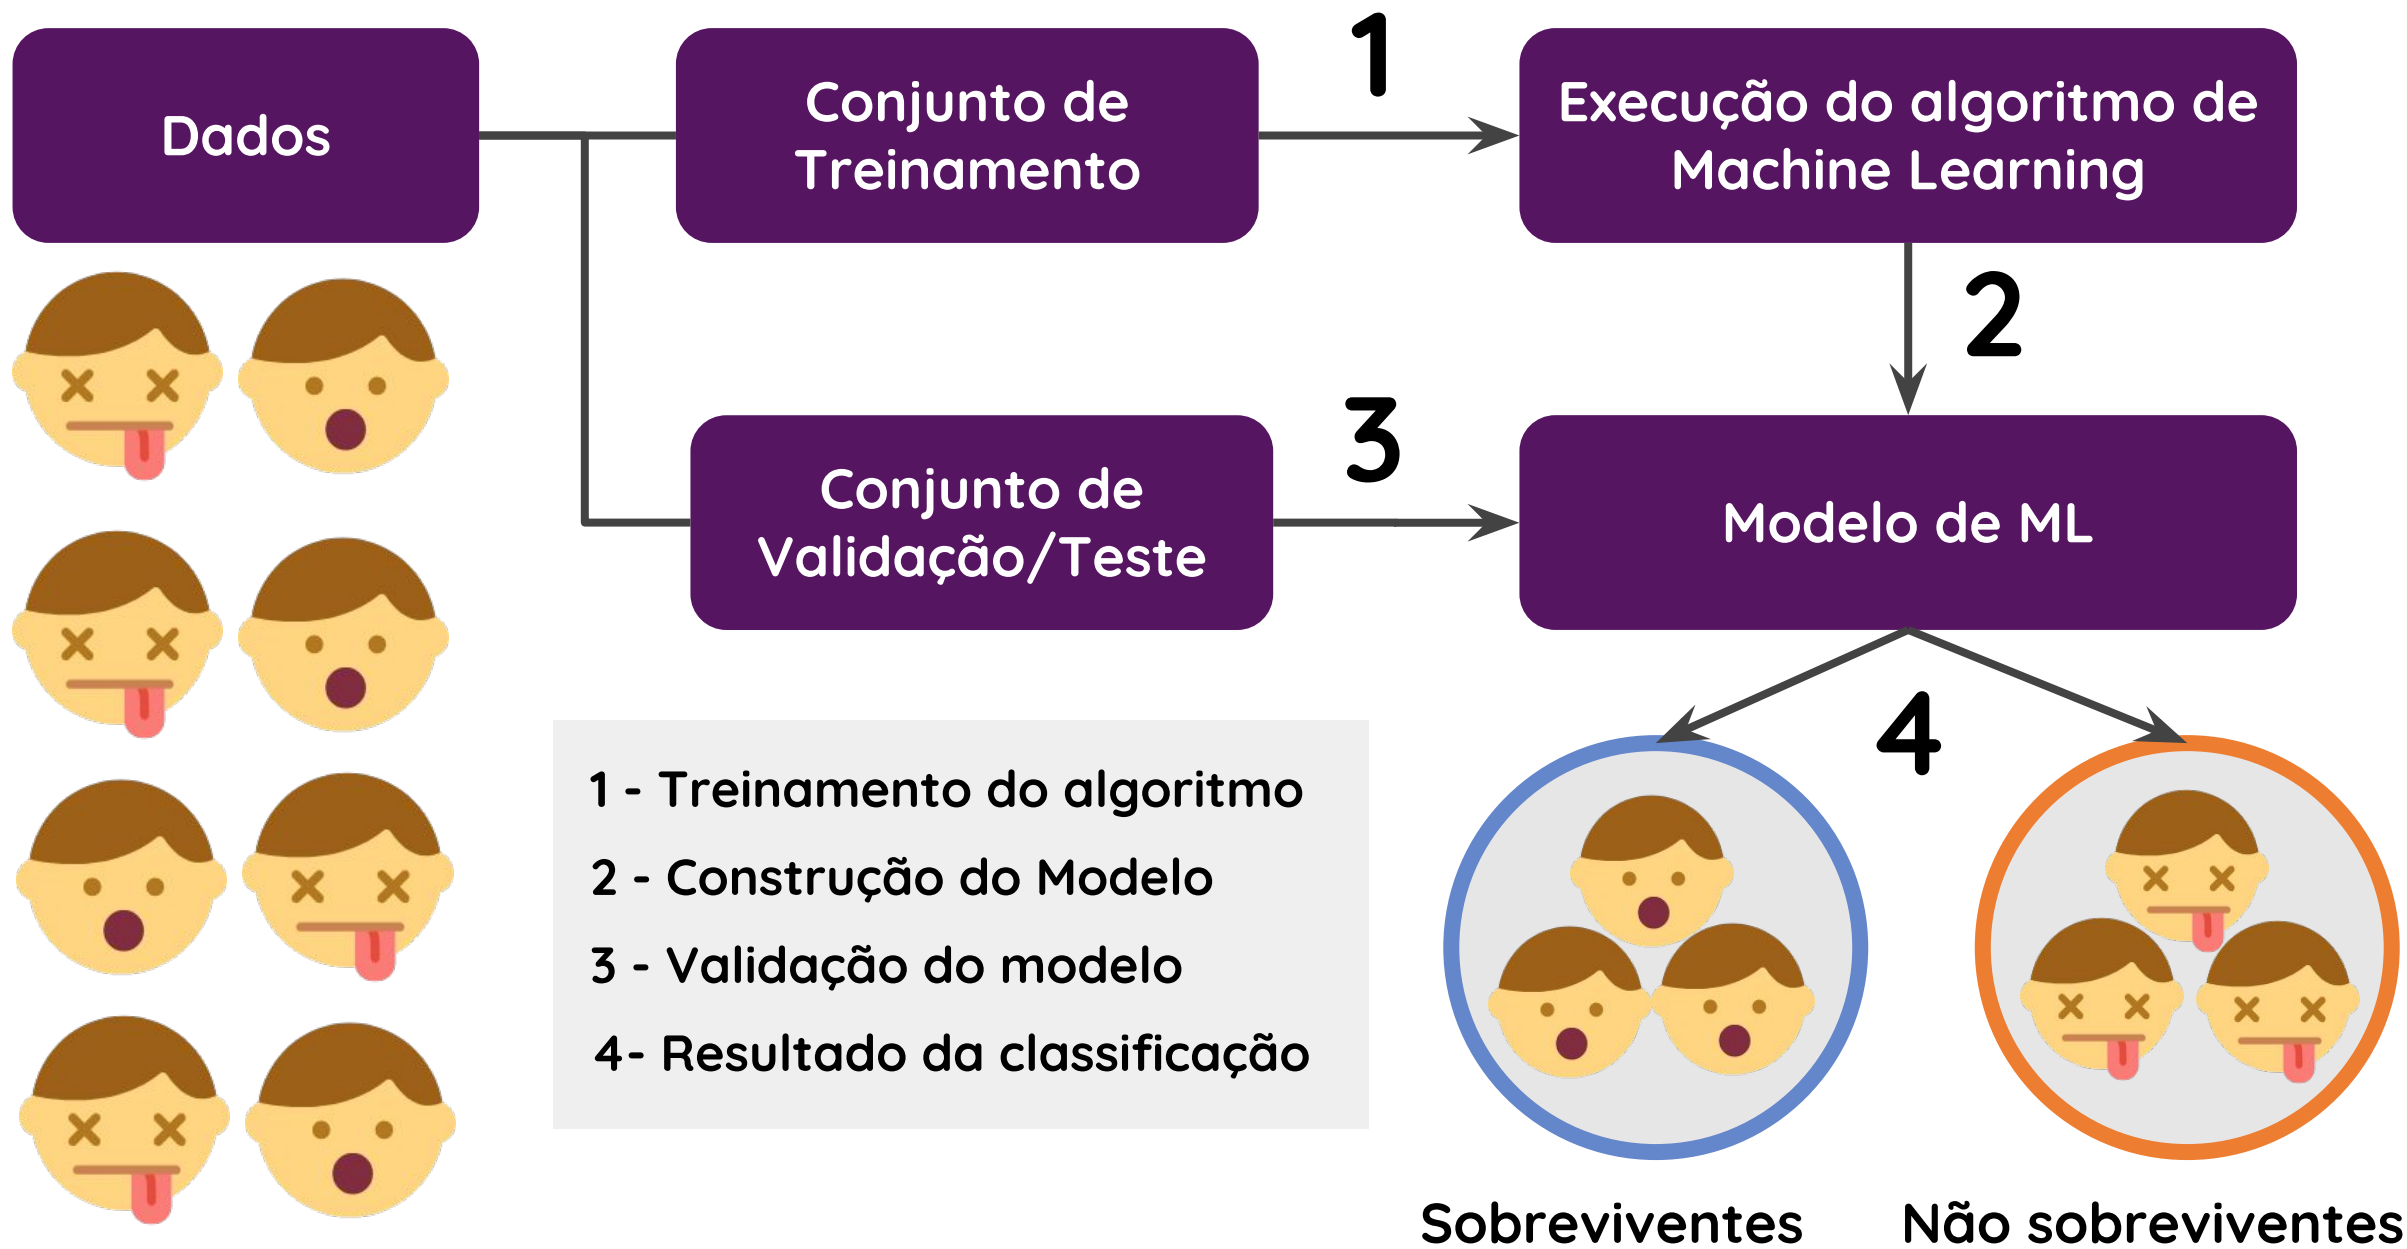 Dados
Conjunto de
Treinamento
1
Execução do algoritmo de
Machine Learning
2
Conjunto de
Validação/Teste
3
Modelo de ML
4
1 - Treinamento do algoritmo
2 - Construção do Modelo
3 - Validação do modelo
4- Resultado da classificação
Sobreviventes
Não sobreviventes